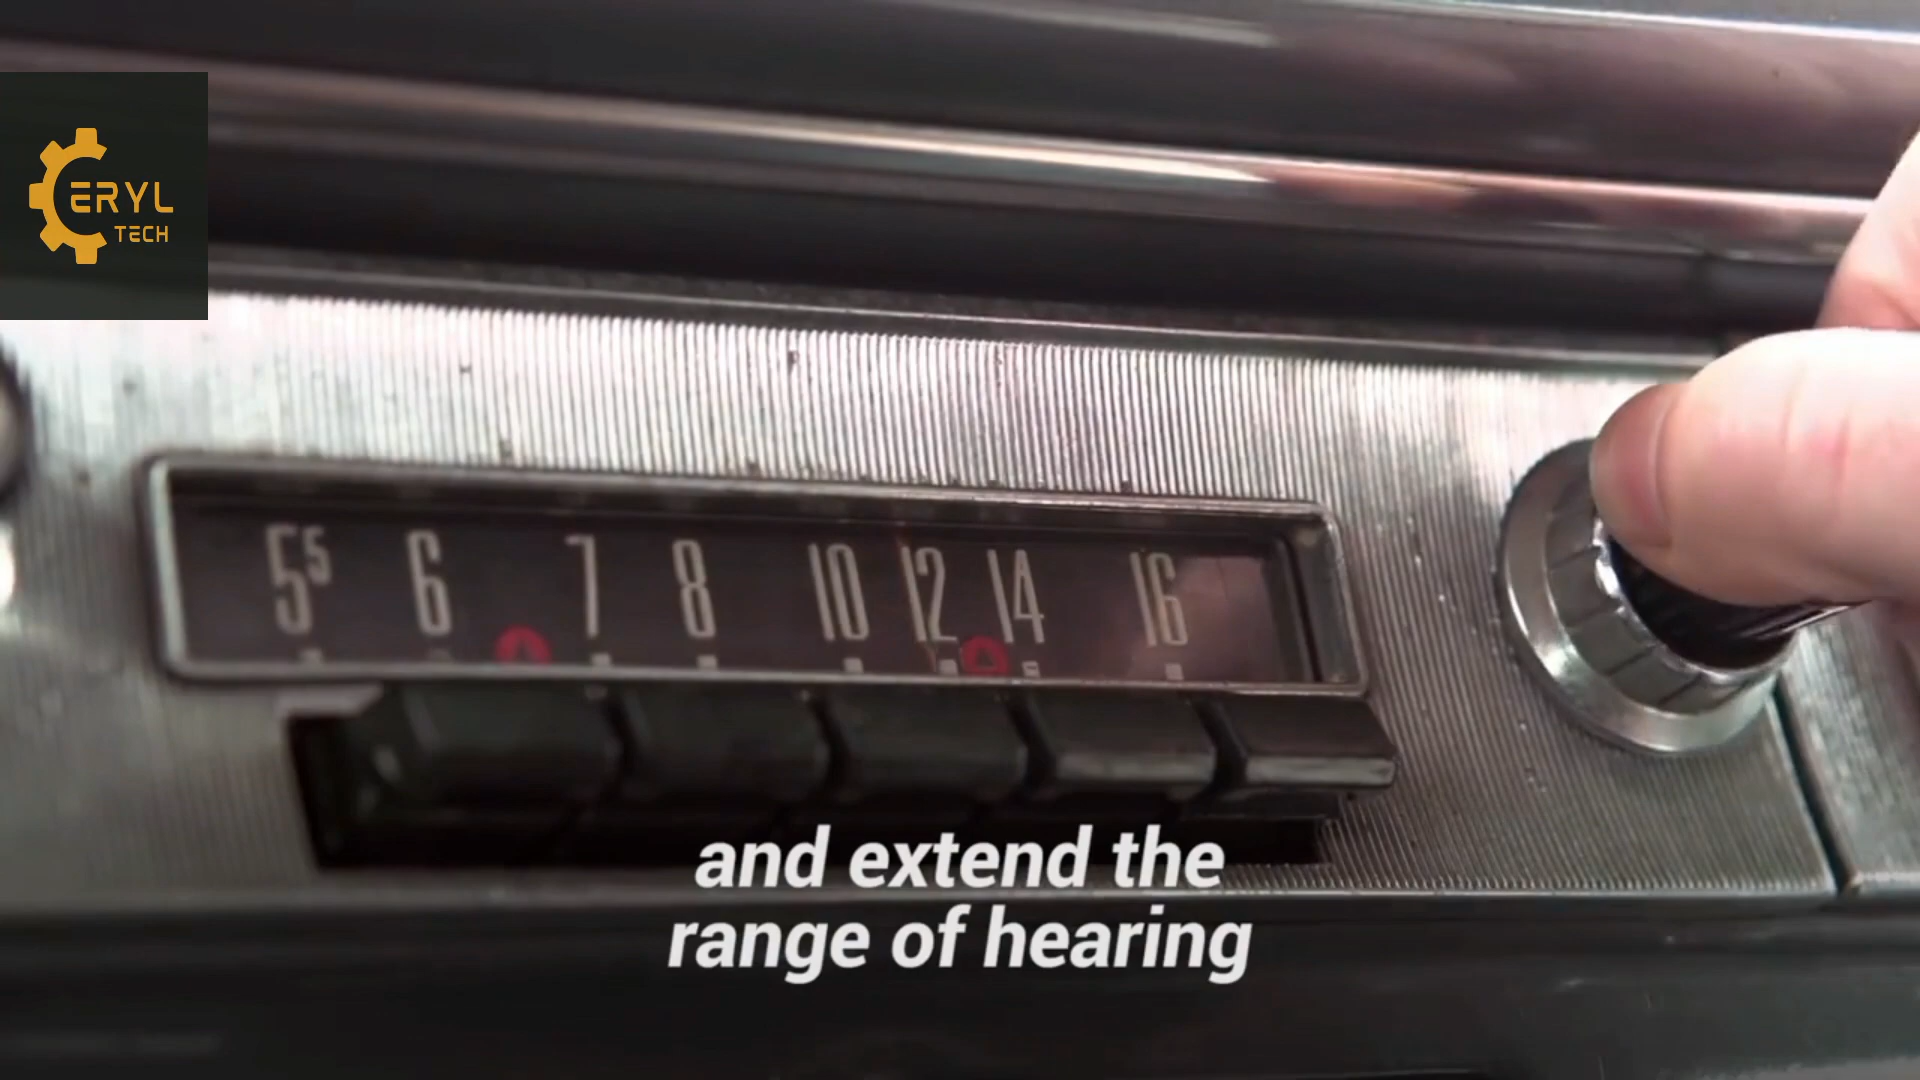 ERYL
TECH
5⁵ 6 7 8 10 12 14 16
and extend the
range of hearing